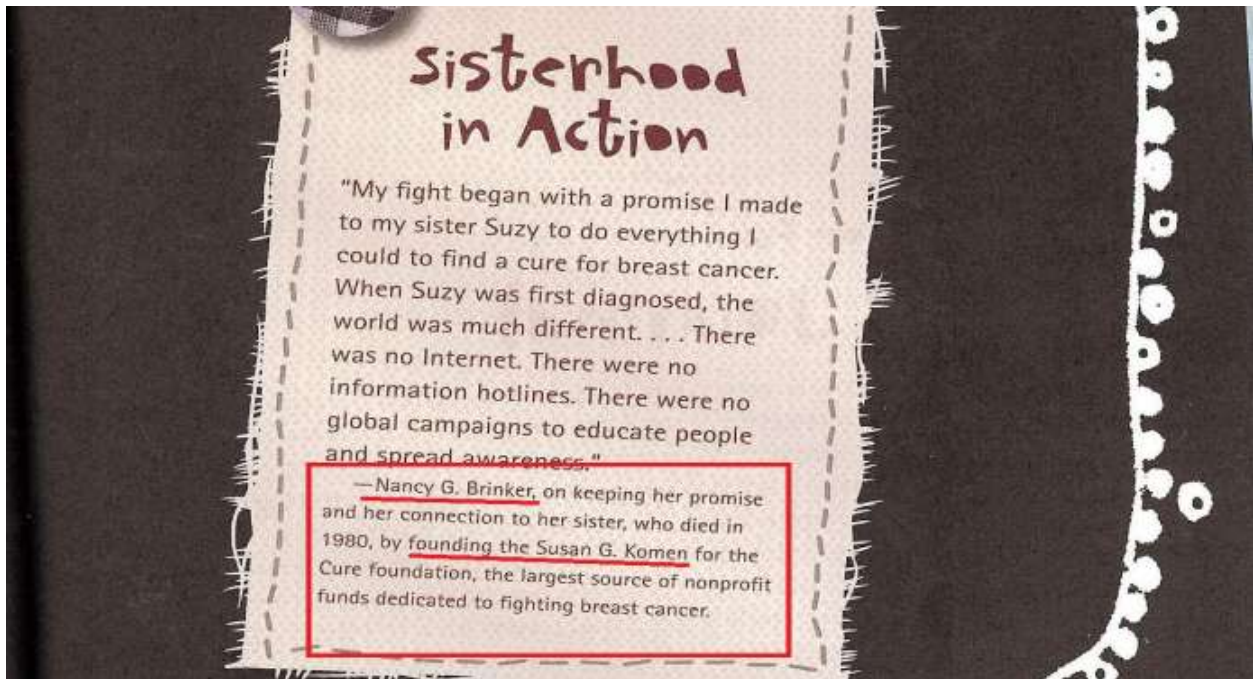 sisterhood
in Action
"My fight began with a promise I made
to my sister Suzy to do everything I
could to find a cure for breast cancer.
When Suzy was first diagnosed, the
world was much different. . . . There
was no Internet. There were no
information hotlines. There were no
global campaigns to educate people
and spread awareness."
—Nancy G. Brinker, on keeping her promise
and her connection to her sister, who died in
1980, by founding the Susan G. Komen for the
Cure foundation, the largest source of nonprofit
funds dedicated to fighting breast cancer.